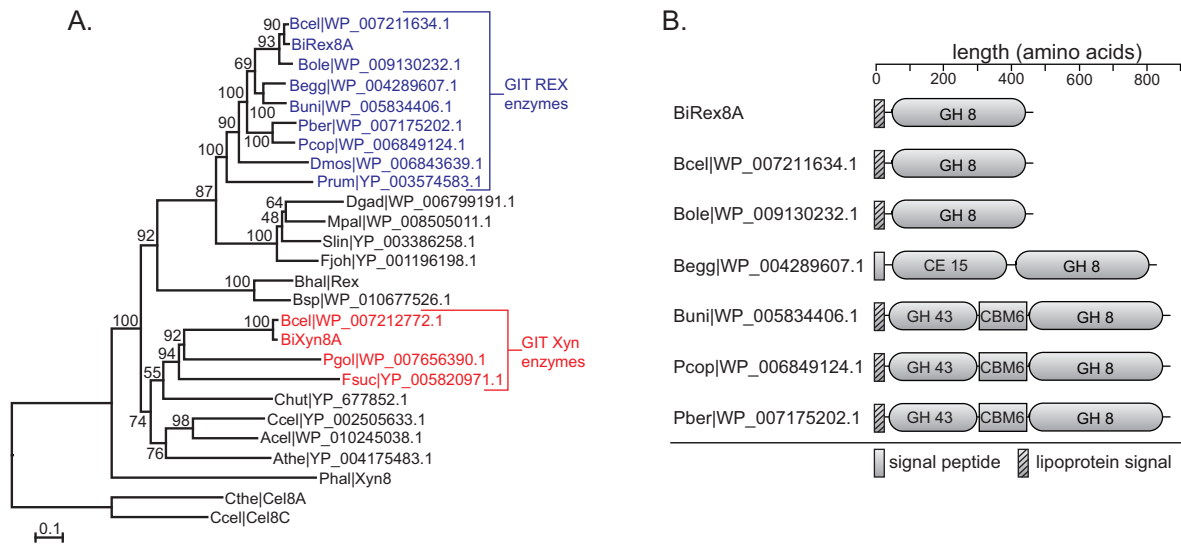 A.
90
Bcel|WP_007211634.1
93
BiRex8A
Bole|WP_009130232.1
69
Begg|WP_004289607.1
GIT REX
enzymes
100
100
Buni|WP_005834406.1
Pber|WP_007175202.1
90
100
Pcop|WP_006849124.1
Dmos|WP_006843639.1
100
Prum|YP_003574583.1
87
64
Dgad|WP_006799191.1
48
Mpal|WP_008505011.1
100
Slin|YP_003386258.1
Fjoh|YP_001196198.1
92
100
Bhal|Rex
Bsp|WP_010677526.1
100
100
Bcel|WP_007212772.1
92
BiXyn8A
GIT Xyn
enzymes
94
Pgol|WP_007656390.1
55
Fsuc|YP_005820971.1
Chut|YP_677852.1
74
98
Ccel|YP_002505633.1
Acel|WP_010245038.1
76
Athe|YP_004175483.1
Phal|Xyn8
Cthe|Cel8A
Ccel|Cel8C
0.1
B.
length (amino acids)
0 200 400 600 800
BiRex8A GH 8
Bcel|WP_007211634.1 GH 8
Bole|WP_009130232.1 GH 8
Begg|WP_004289607.1 CE 15 GH 8
Buni|WP_005834406.1 GH 43 CBM6 GH 8
Pcop|WP_006849124.1 GH 43 CBM6 GH 8
Pber|WP_007175202.1 GH 43 CBM6 GH 8
signal peptide lipoprotein signal